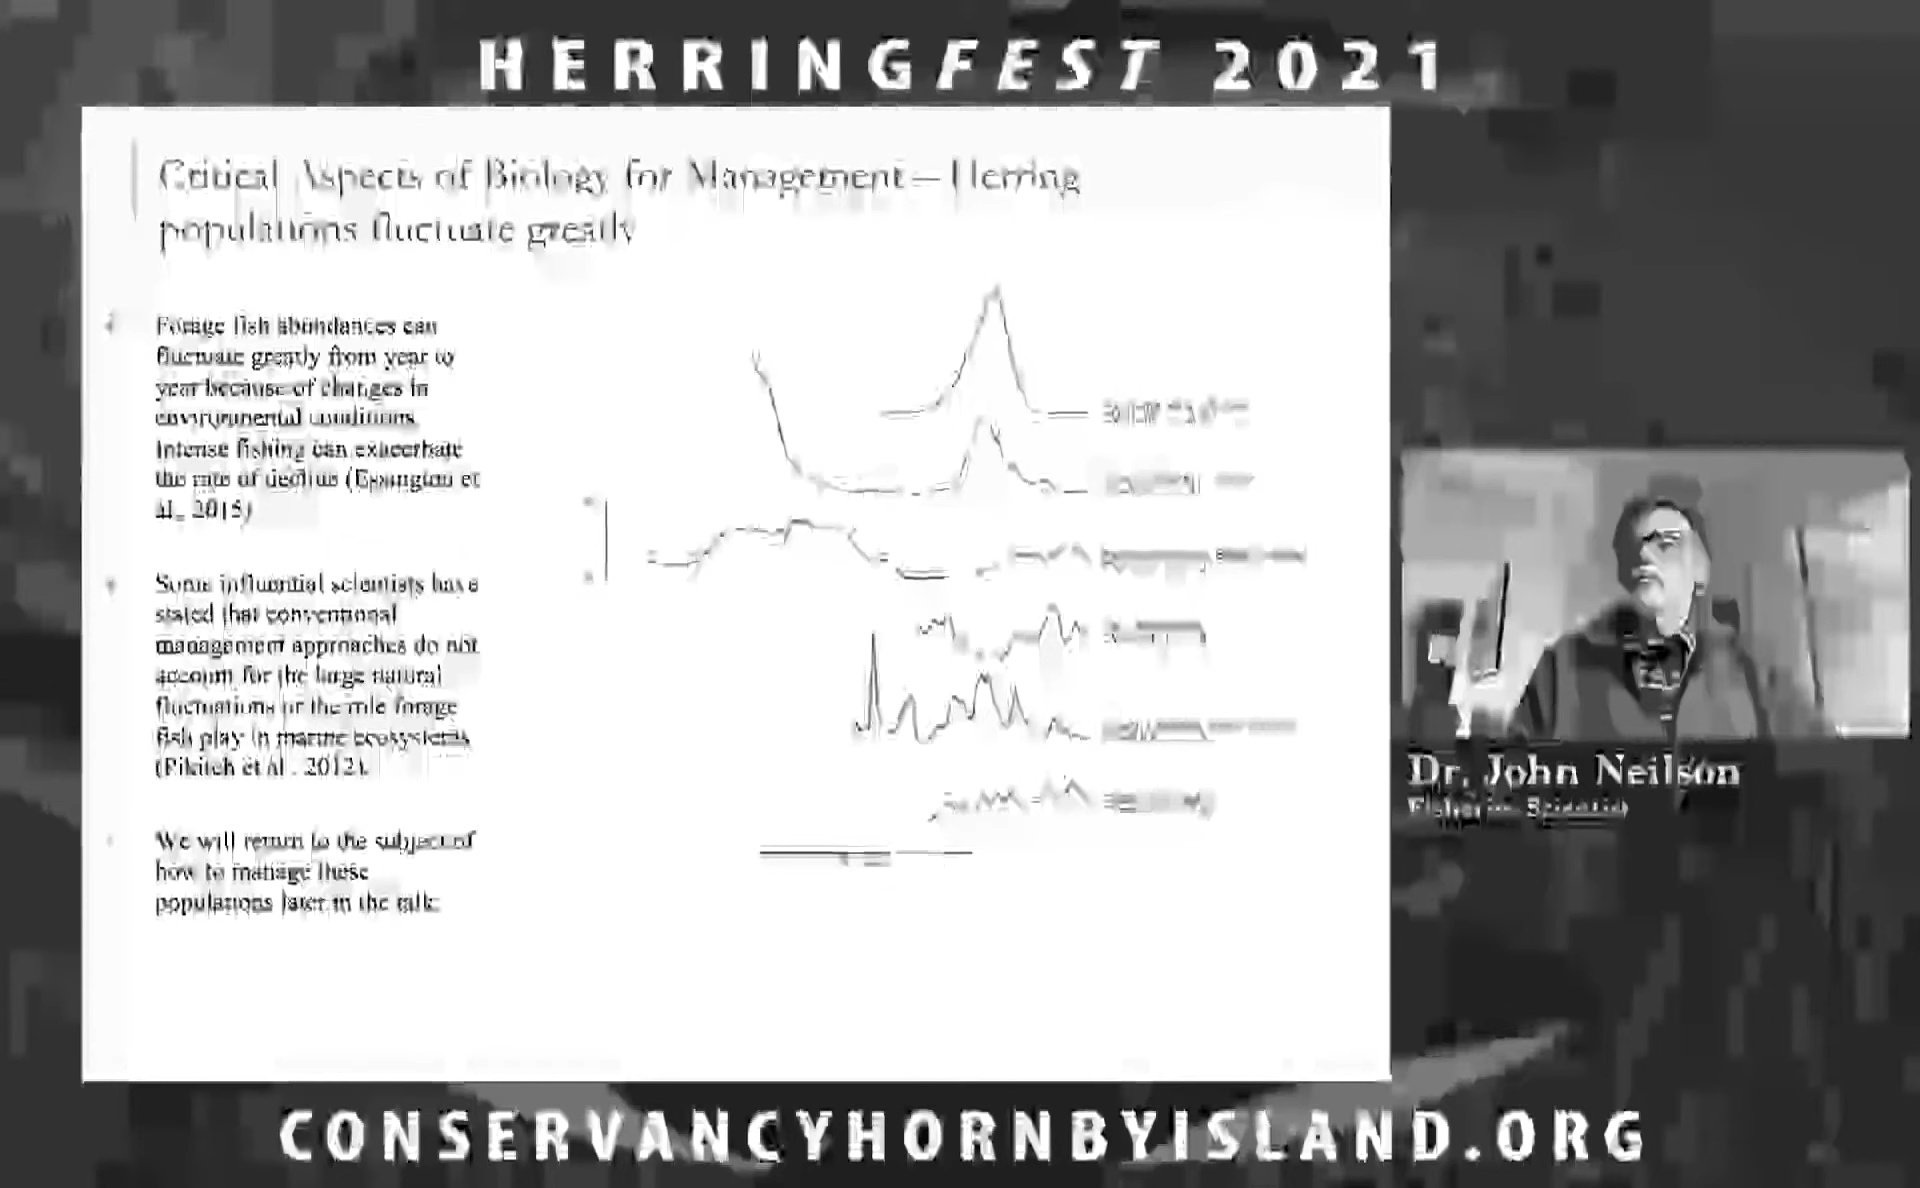 HERRINGFEST 2021
Critical Aspects of Biology for Management – Herring
populations fluctuate greatly
Forage fish abundances can
fluctuate greatly from year to
year because of changes in
environmental conditions.
Intense fishing can exacerbate
the rate of decline (Essington et
al., 2015)
Some influential scientists have
stated that conventional
management approaches do not
account for the large natural
fluctuations or the role forage
fish play in marine ecosystems
(Pikitch et al., 2012).
We will return to the subject of
how to manage these
populations later in the talk.
Dr. John Neilson
Fisheries Scientist
CONSERVANCYHORNBYISLAND.ORG